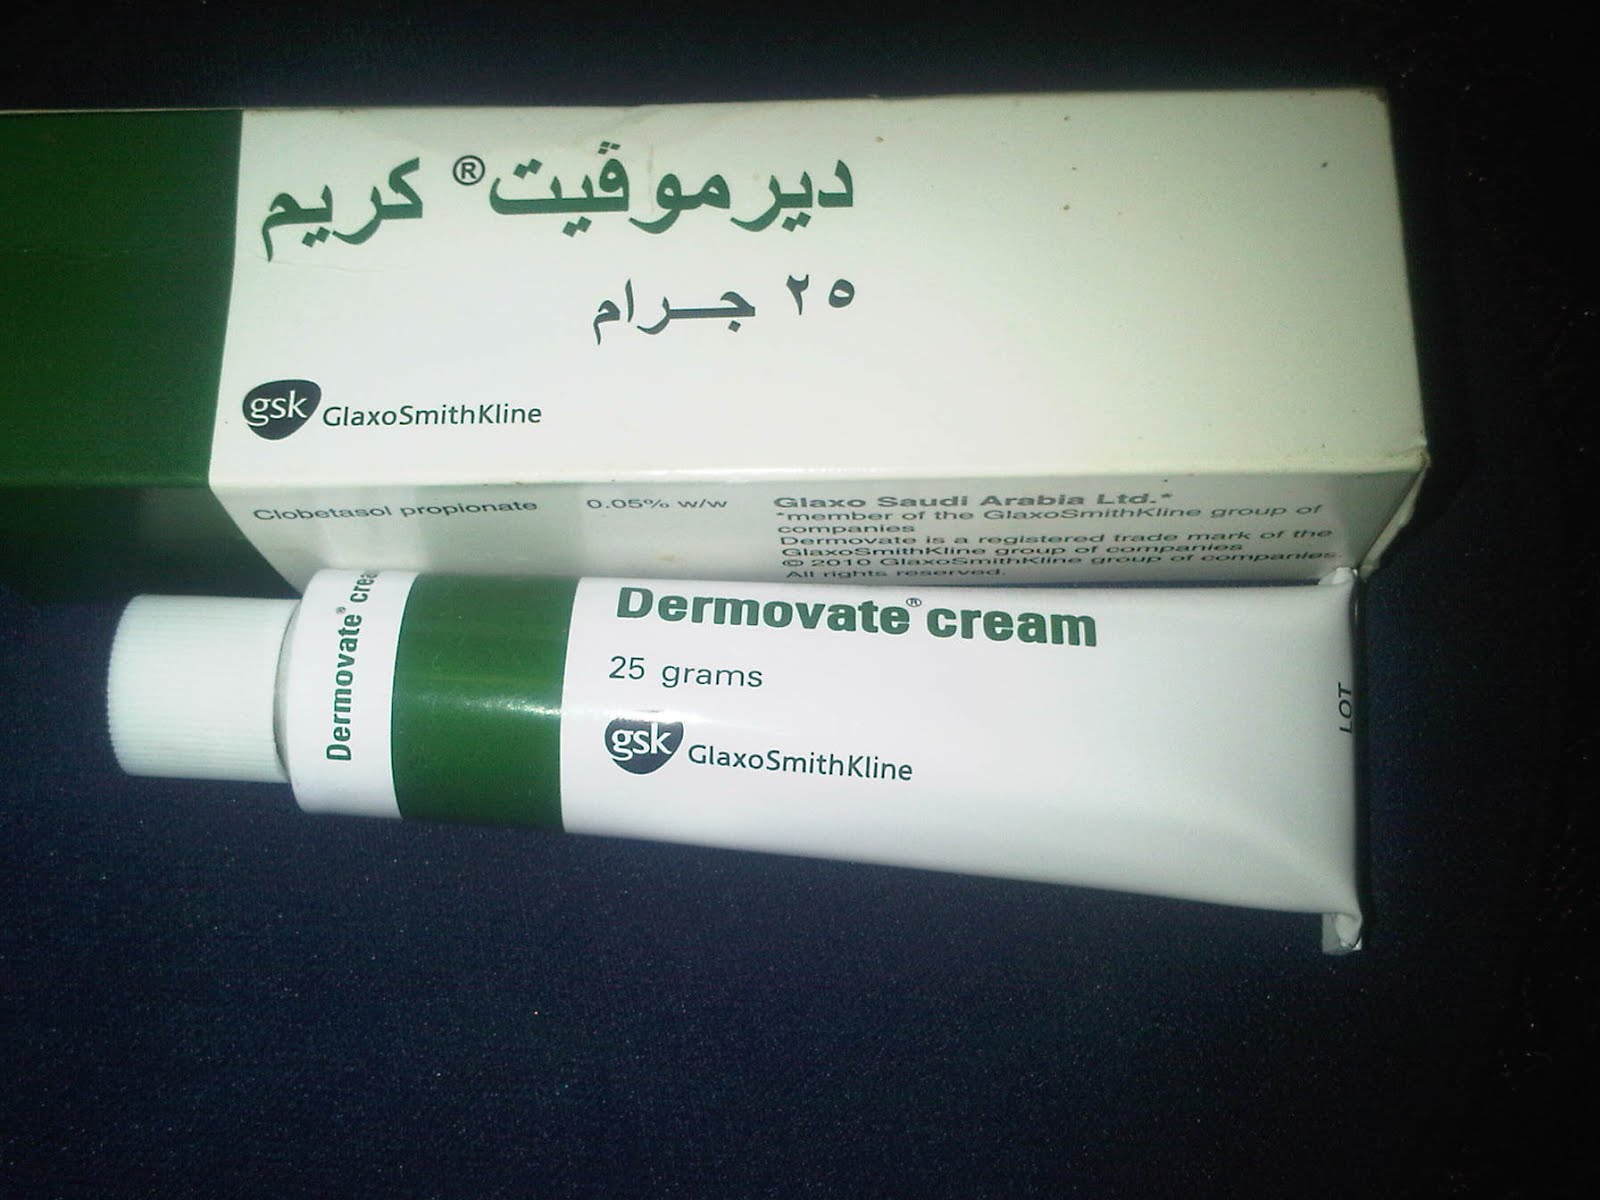 ديرموڤيت® كريم
٢٥ جرام
gsk GlaxoSmithKline
Clobetasol propionate 0.05% w/w
Glaxo Saudi Arabia Ltd.*
*member of the GlaxoSmithKline group of
companies
Dermovate is a registered trade mark of the
GlaxoSmithKline group of companies
© 2010 GlaxoSmithKline group of companies.
All rights reserved.
Dermovate® crea
Dermovate® cream
25 grams
gsk GlaxoSmithKline
LOT